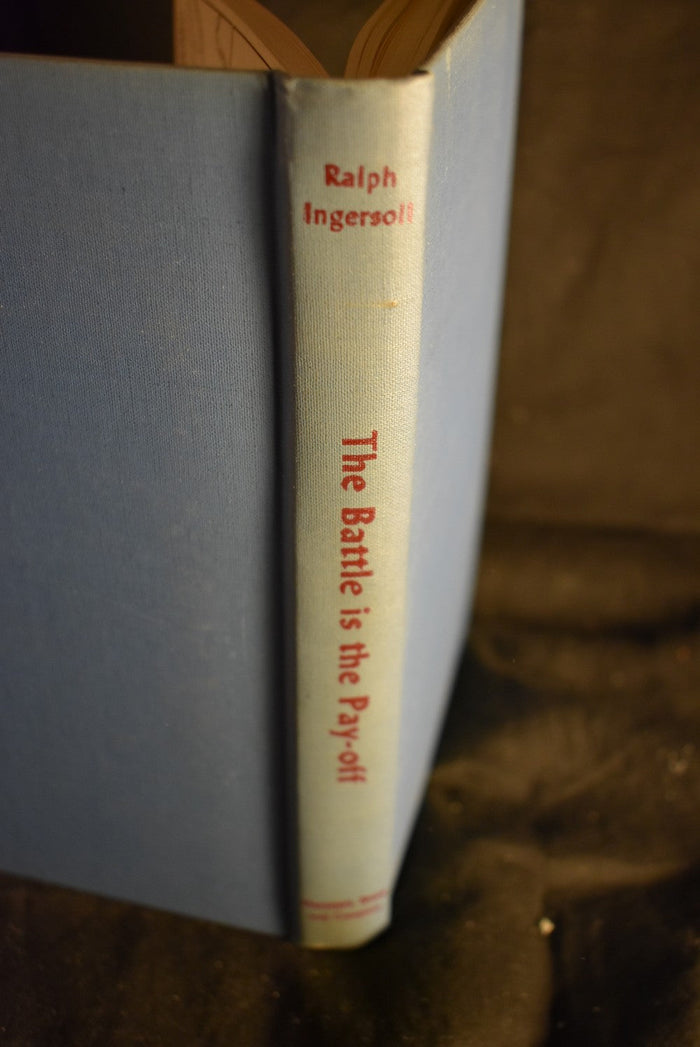 Ralph
Ingersoll
The Battle is the Pay-off